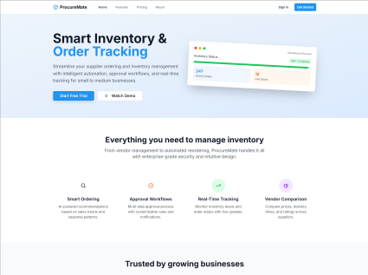 ProcureMate
Home Features Pricing About
Sign In Get Started
Smart Inventory &
Order Tracking
Streamline your supplier ordering and inventory management
with intelligent automation, approval workflows, and real-time
tracking for small to medium businesses.
Start Free Trial Watch Demo
Inventory Status
247
18
Everything you need to manage inventory
From vendor management to automated reordering, ProcureMate handles it all
with enterprise-grade security and intuitive design.
Smart Ordering
AI-powered recommendations
based on sales trends and
seasonal patterns.
Approval Workflows
Multi-step approval process
with customizable rules and
notifications.
Real-Time Tracking
Monitor inventory levels and
order status with live updates.
Vendor Comparison
Compare prices, delivery
times, and ratings across
suppliers.
Trusted by growing businesses